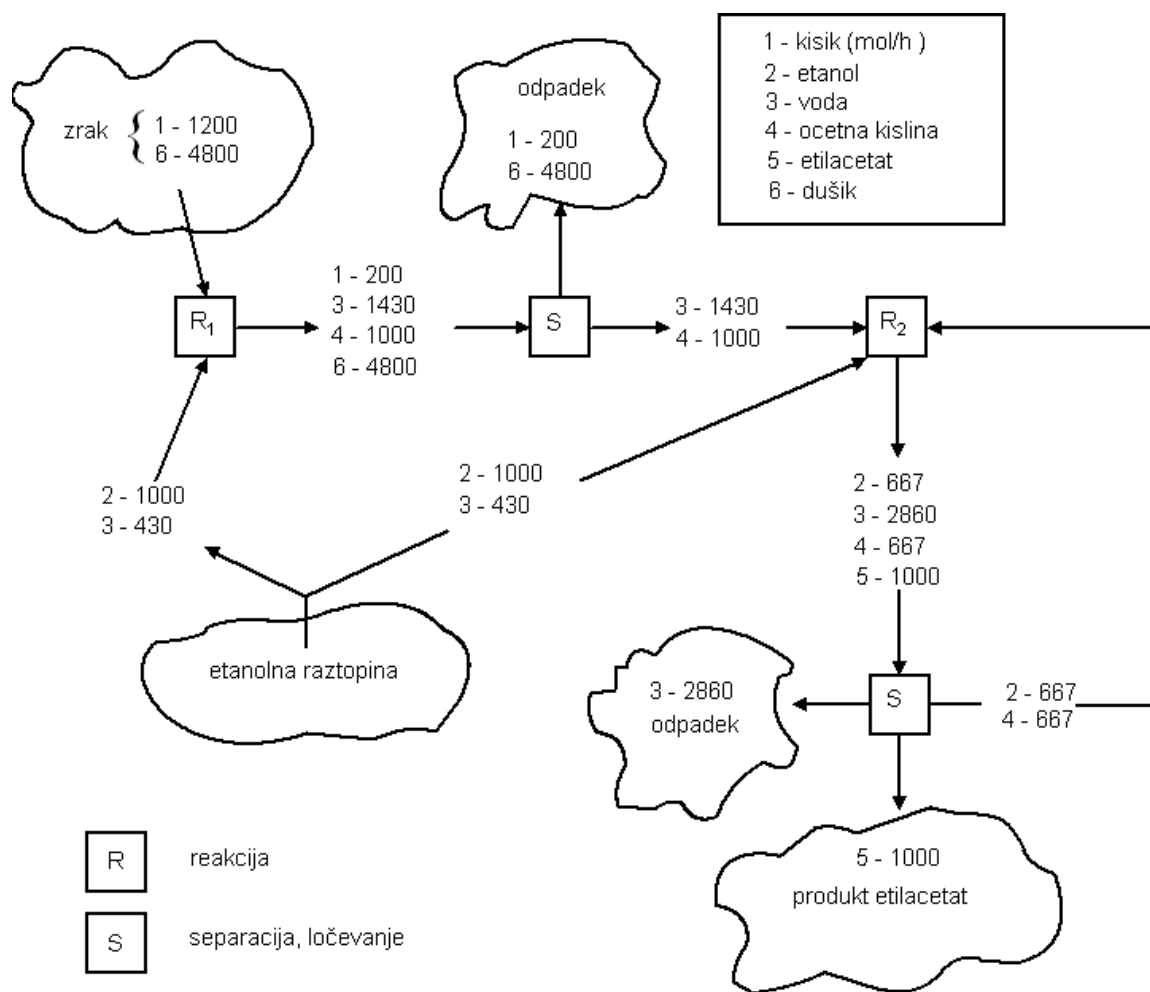 zrak { 1 - 1200
6 - 4800
odpadek
1 - 200
6 - 4800
1 - kisik (mol/h )
2 - etanol
3 - voda
4 - ocetna kislina
5 - etilacetat
6 - dušik
R1
1 - 200
3 - 1430
4 - 1000
6 - 4800
S
3 - 1430
4 - 1000
R2
2 - 1000
3 - 430
2 - 1000
3 - 430
2 - 667
3 - 2860
4 - 667
5 - 1000
etanolna raztopina
3 - 2860
odpadek
S
2 - 667
4 - 667
5 - 1000
produkt etilacetat
R reakcija
S separacija, ločevanje